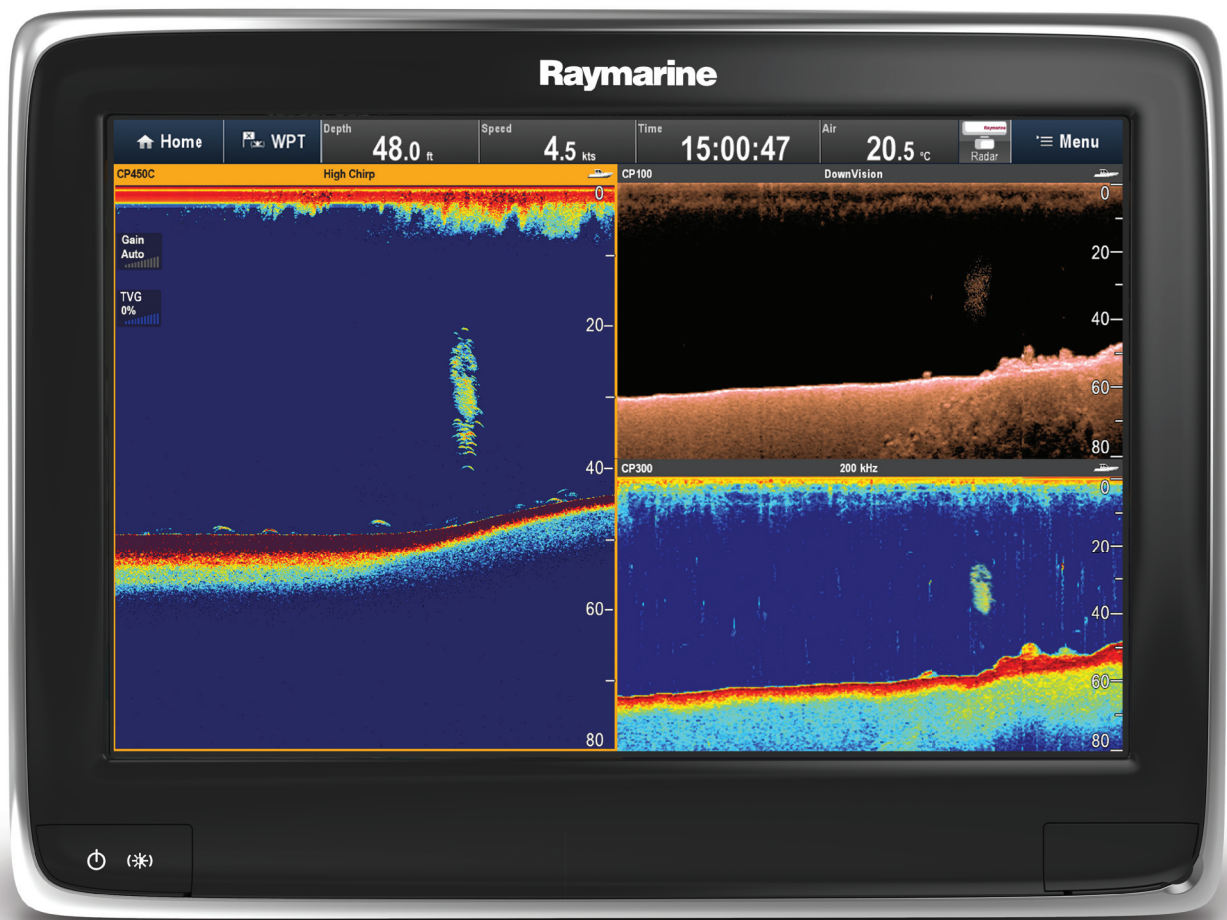 Raymarine
Home
WPT
Depth
48.0 ft
Speed
4.5 kts
Time
15:00:47
Air
20.5 °C
Raymarine
Radar
Menu
CP450C High Chirp
0
20
40
60
80
Gain
Auto
TVG
0%
CP100 DownVision
0
20
40
60
80
CP300 200 kHz
0
20
40
60
80